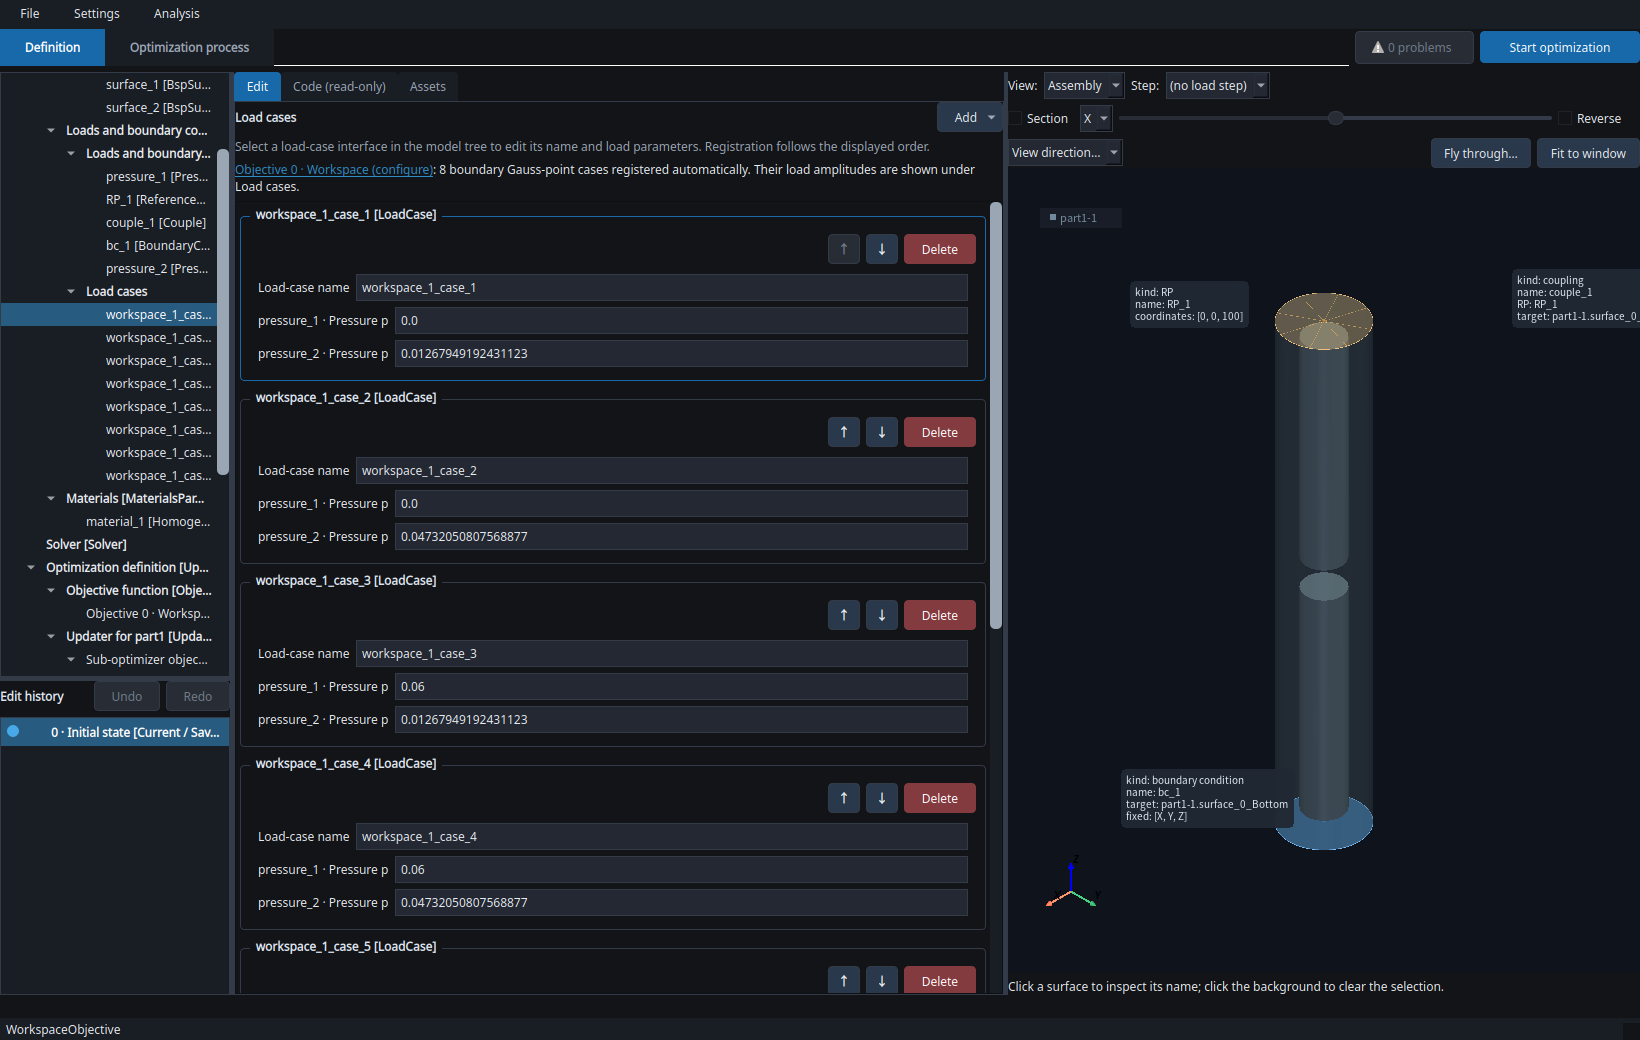 File Settings Analysis
Definition Optimization process 0 problems Start optimization
surface_1 [BspSu...
surface_2 [BspSu...
Loads and boundary co...
Loads and boundary...
pressure_1 [Pres...
RP_1 [Reference...
couple_1 [Couple]
bc_1 [BoundaryC...
pressure_2 [Pres...
Load cases
workspace_1_cas...
workspace_1_cas...
workspace_1_cas...
workspace_1_cas...
workspace_1_cas...
workspace_1_cas...
workspace_1_cas...
workspace_1_cas...
Materials [MaterialsPar...
material_1 [Homoge...
Solver [Solver]
Optimization definition [Up...
Objective function [Obje...
Objective 0 · Worksp...
Updater for part1 [Upda...
Sub-optimizer objec...
Edit history Undo Redo
0 · Initial state [Current / Sav...
Edit Code (read-only) Assets
Load cases Add
Select a load-case interface in the model tree to edit its name and load parameters. Registration follows the displayed order.
Objective 0 · Workspace (configure): 8 boundary Gauss-point cases registered automatically. Their load amplitudes are shown under
Load cases.
workspace_1_case_1 [LoadCase]
↑ ↓ Delete
Load-case name workspace_1_case_1
pressure_1 · Pressure p 0.0
pressure_2 · Pressure p 0.01267949192431123
workspace_1_case_2 [LoadCase]
↑ ↓ Delete
Load-case name workspace_1_case_2
pressure_1 · Pressure p 0.0
pressure_2 · Pressure p 0.04732050807568877
workspace_1_case_3 [LoadCase]
↑ ↓ Delete
Load-case name workspace_1_case_3
pressure_1 · Pressure p 0.06
pressure_2 · Pressure p 0.01267949192431123
workspace_1_case_4 [LoadCase]
↑ ↓ Delete
Load-case name workspace_1_case_4
pressure_1 · Pressure p 0.06
pressure_2 · Pressure p 0.04732050807568877
workspace_1_case_5 [LoadCase]
↑ ↓ Delete
View: Assembly Step: (no load step)
Section X Reverse
View direction... Fly through... Fit to window
part1-1
kind: RP
name: RP_1
coordinates: [0, 0, 100]
kind: coupling
name: couple_1
RP: RP_1
target: part1-1.surface_0_
kind: boundary condition
name: bc_1
target: part1-1.surface_0_Bottom
fixed: [X, Y, Z]
Z
Y
Click a surface to inspect its name; click the background to clear the selection.
WorkspaceObjective